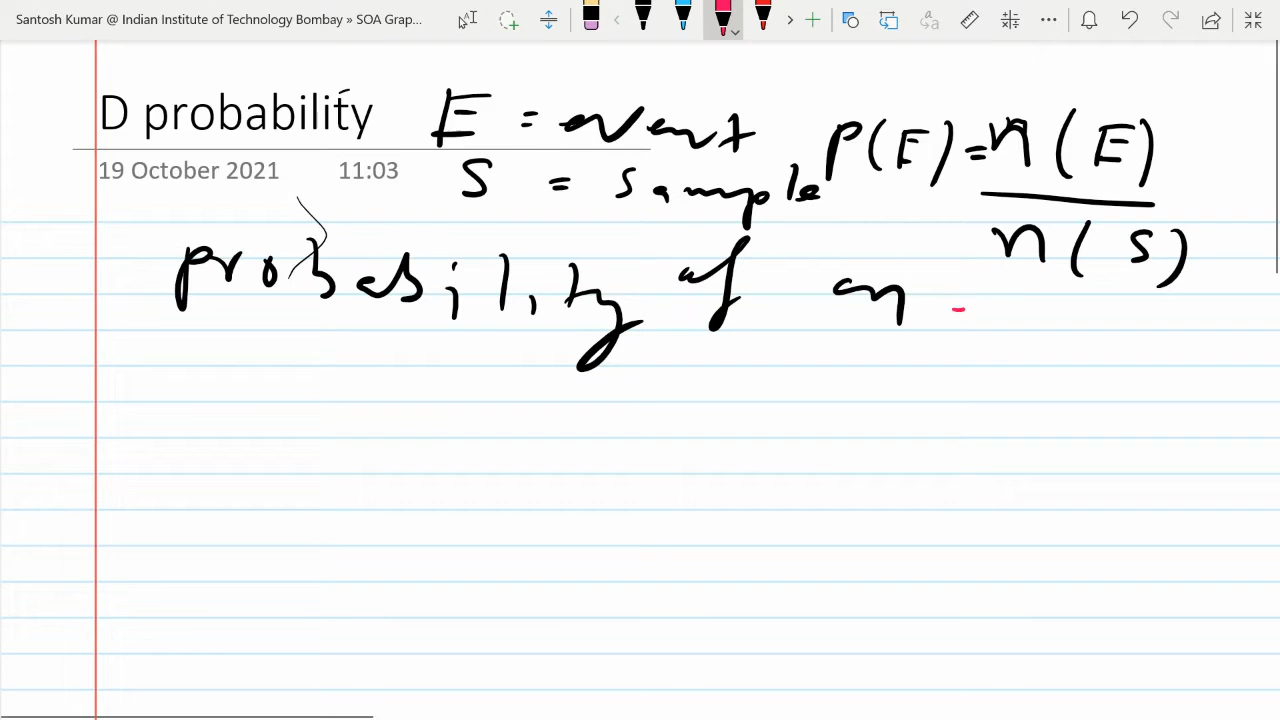 Santosh Kumar @ Indian Institute of Technology Bombay » SOA Grap...
D probability
19 October 2021 11:03
E = event
S = sample
P(E) = n(E) / n(S)
probability of an